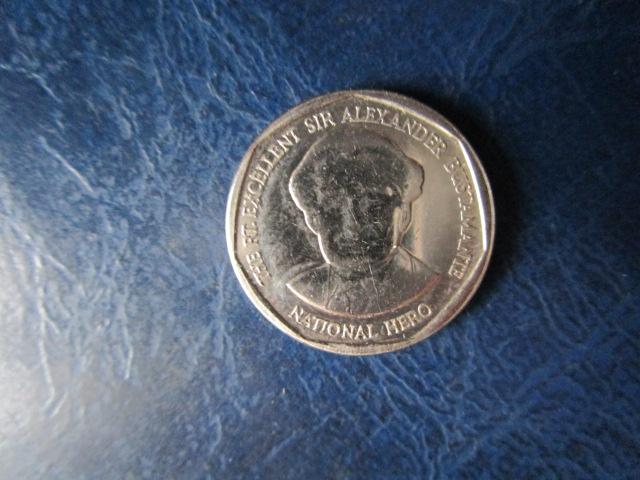 THE RT. EXCELLENT SIR ALEXANDER BUSTAMANTE
NATIONAL HERO